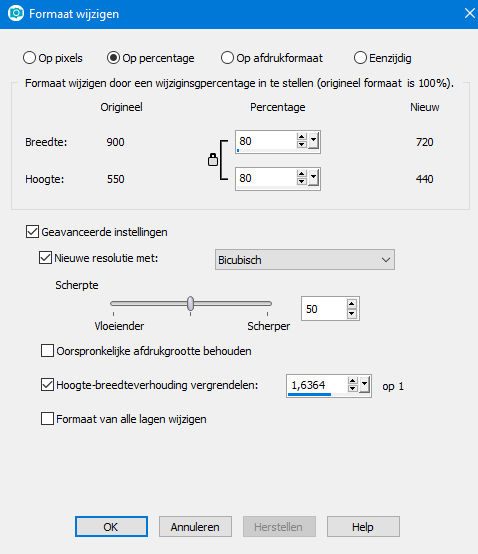 Formaat wijzigen
Op pixels Op percentage Op afdrukformaat Eenzijdig
Formaat wijzigen door een wijziginsgpercentage in te stellen (origineel formaat is 100%).
Origineel Percentage Nieuw
Breedte: 900 80 720
Hoogte: 550 80 440
Geavanceerde instellingen
Nieuwe resolutie met: Bicubisch
Scherpte
50
Vloeiender Scherper
Oorspronkelijke afdrukgrootte behouden
Hoogte-breedteverhouding vergrendelen: 1,6364 op 1
Formaat van alle lagen wijzigen
OK Annuleren Herstellen Help